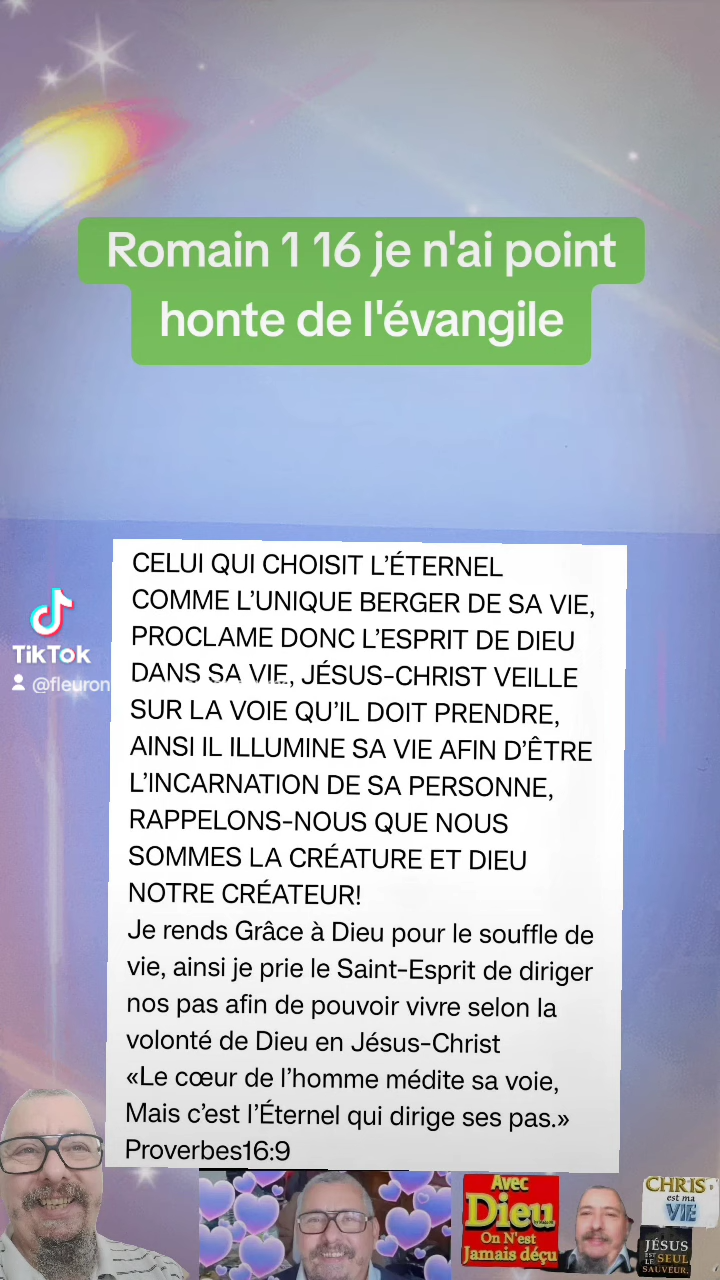 Romain 1 16 je n'ai point
honte de l'évangile
CELUI QUI CHOISIT L'ÉTERNEL
COMME L'UNIQUE BERGER DE SA VIE,
PROCLAME DONC L'ESPRIT DE DIEU
DANS SA VIE, JÉSUS-CHRIST VEILLE
SUR LA VOIE QU'IL DOIT PRENDRE,
AINSI IL ILLUMINE SA VIE AFIN D'ÊTRE
L'INCARNATION DE SA PERSONNE,
RAPPELONS-NOUS QUE NOUS
SOMMES LA CRÉATURE ET DIEU
NOTRE CRÉATEUR!
Je rends Grâce à Dieu pour le souffle de
vie, ainsi je prie le Saint-Esprit de diriger
nos pas afin de pouvoir vivre selon la
volonté de Dieu en Jésus-Christ
«Le cœur de l'homme médite sa voie,
Mais c'est l'Éternel qui dirige ses pas.»
Proverbes16:9
TikTok
@fleuron
Avec
Dieu
On N'est
Jamais déçu
CHRIS
est ma
VIE
JÉSUS
EST LE SEUL
SAUVEUR.